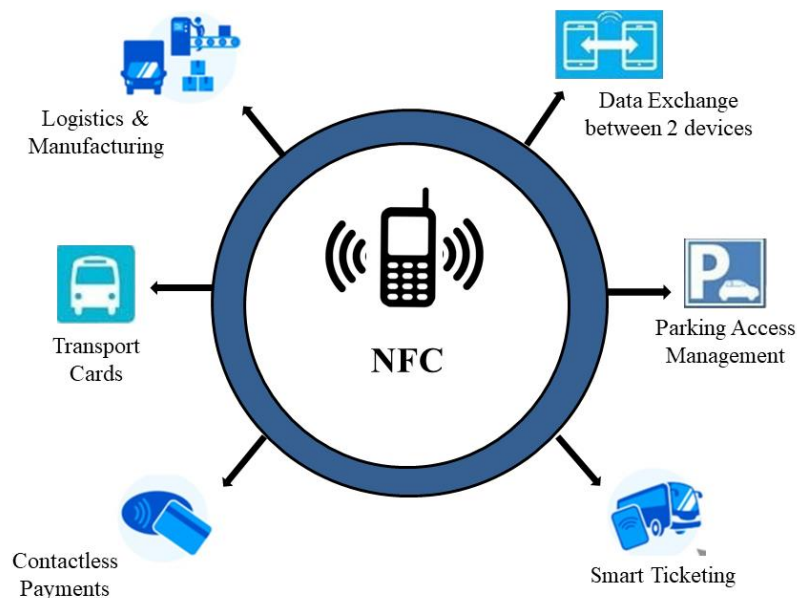 Logistics &
Manufacturing
Data Exchange
between 2 devices
Transport
Cards
NFC
P
Parking Access
Management
Contactless
Payments
Smart Ticketing